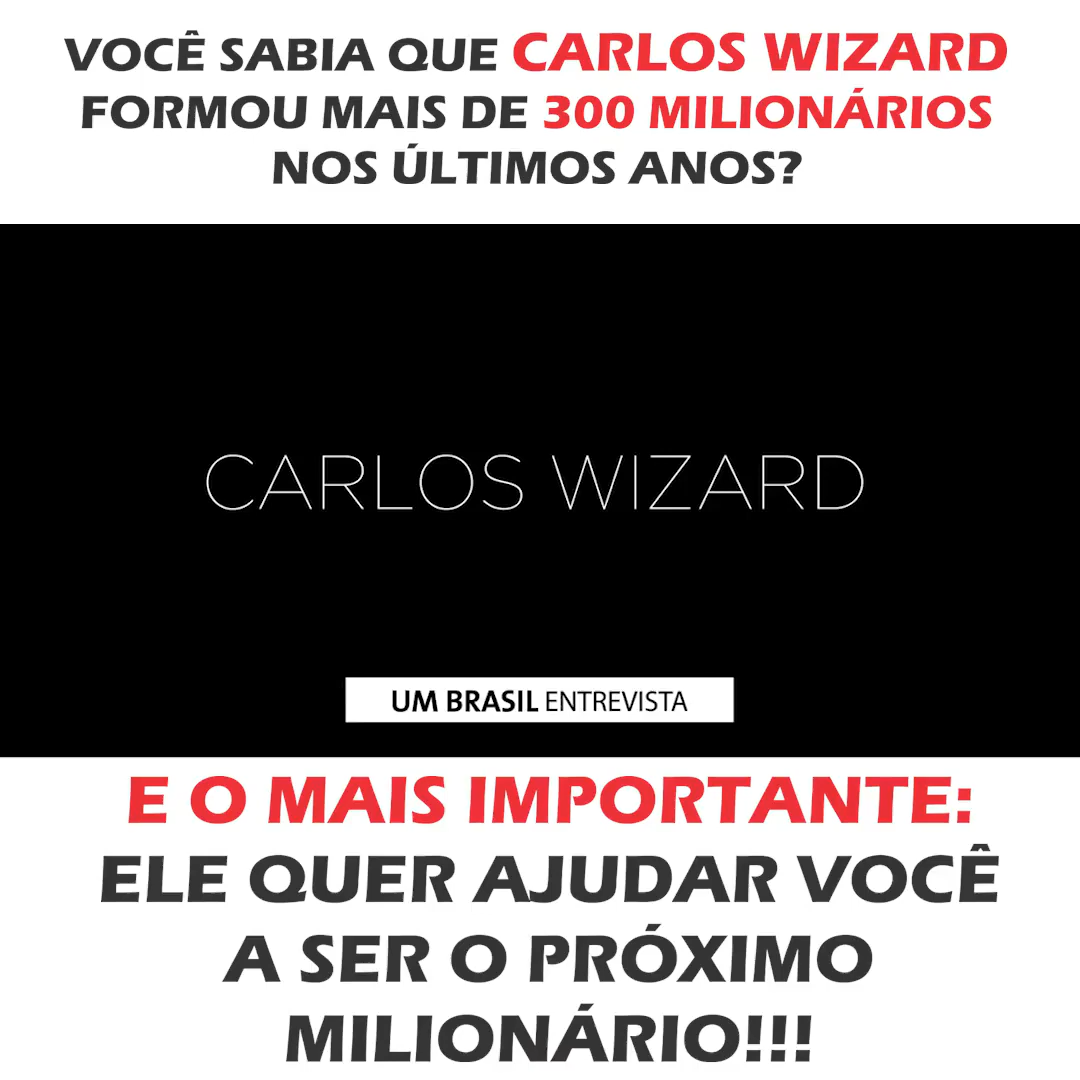 VOCÊ SABIA QUE CARLOS WIZARD
FORMOU MAIS DE 300 MILIONÁRIOS
NOS ÚLTIMOS ANOS?
CARLOS WIZARD
UM BRASIL ENTREVISTA
E O MAIS IMPORTANTE:
ELE QUER AJUDAR VOCÊ
A SER O PRÓXIMO
MILIONÁRIO!!!